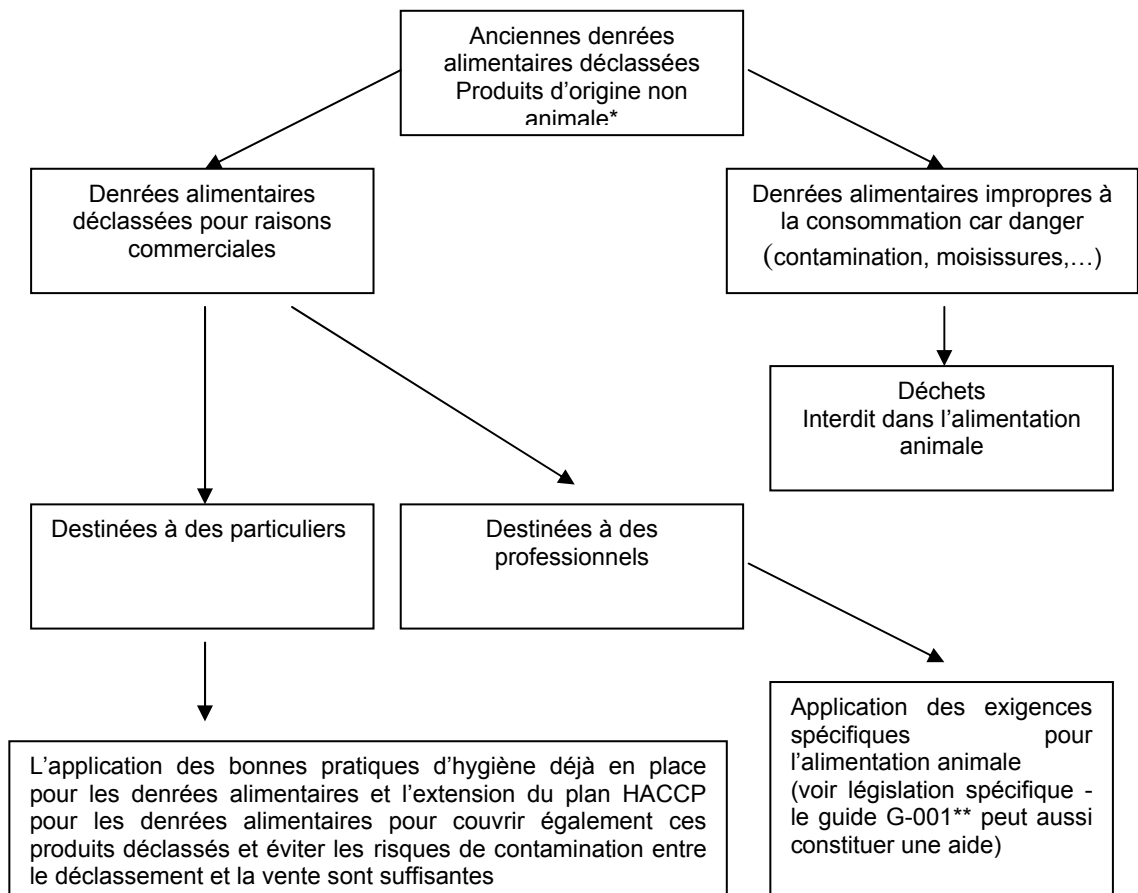 Anciennes denrées
alimentaires déclassées
Produits d'origine non
animale*
Denrées alimentaires
déclassées pour raisons
commerciales
Denrées alimentaires impropres à
la consommation car danger
(contamination, moisissures,…)
Déchets
Interdit dans l'alimentation
animale
Destinées à des particuliers
Destinées à des
professionnels
L'application des bonnes pratiques d'hygiène déjà en place
pour les denrées alimentaires et l'extension du plan HACCP
pour les denrées alimentaires pour couvrir également ces
produits déclassés et éviter les risques de contamination entre
le déclassement et la vente sont suffisantes
Application des exigences
spécifiques pour
l'alimentation animale
(voir législation spécifique -
le guide G-001** peut aussi
constituer une aide)